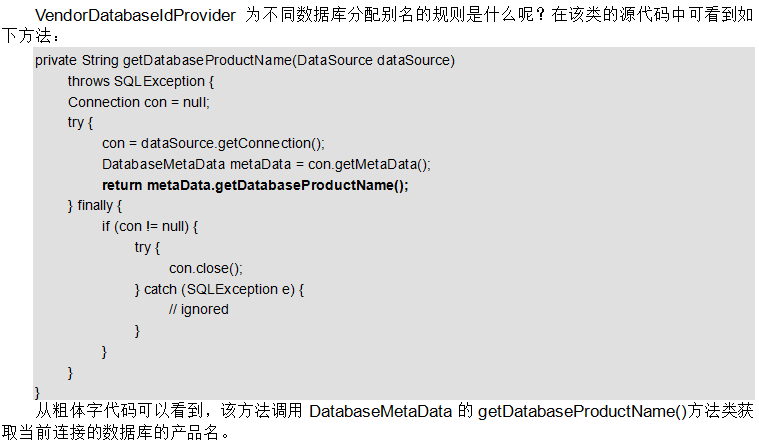 VendorDatabaseIdProvider 为不同数据库分配别名的规则是什么呢？在该类的源代码中可看到如
下方法：
private String getDatabaseProductName(DataSource dataSource)
throws SQLException {
Connection con = null;
try {
con = dataSource.getConnection();
DatabaseMetaData metaData = con.getMetaData();
return metaData.getDatabaseProductName();
} finally {
if (con != null) {
try {
con.close();
} catch (SQLException e) {
// ignored
}
}
}
}
从粗体字代码可以看到，该方法调用 DatabaseMetaData 的 getDatabaseProductName()方法类获
取当前连接的数据库的产品名。